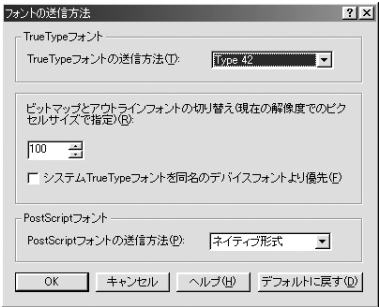 フォントの送信方法
TrueTypeフォント
TrueTypeフォントの送信方法(T):
Type 42
ビットマップとアウトラインフォントの切り替え(現在の解像度でのピク
セルサイズで指定)(R):
100
システムTrueTypeフォントを同名のデバイスフォントより優先(F)
PostScriptフォント
PostScriptフォントの送信方法(P):
ネイティブ形式
OK キャンセル ヘルプ(H) デフォルトに戻す(D)